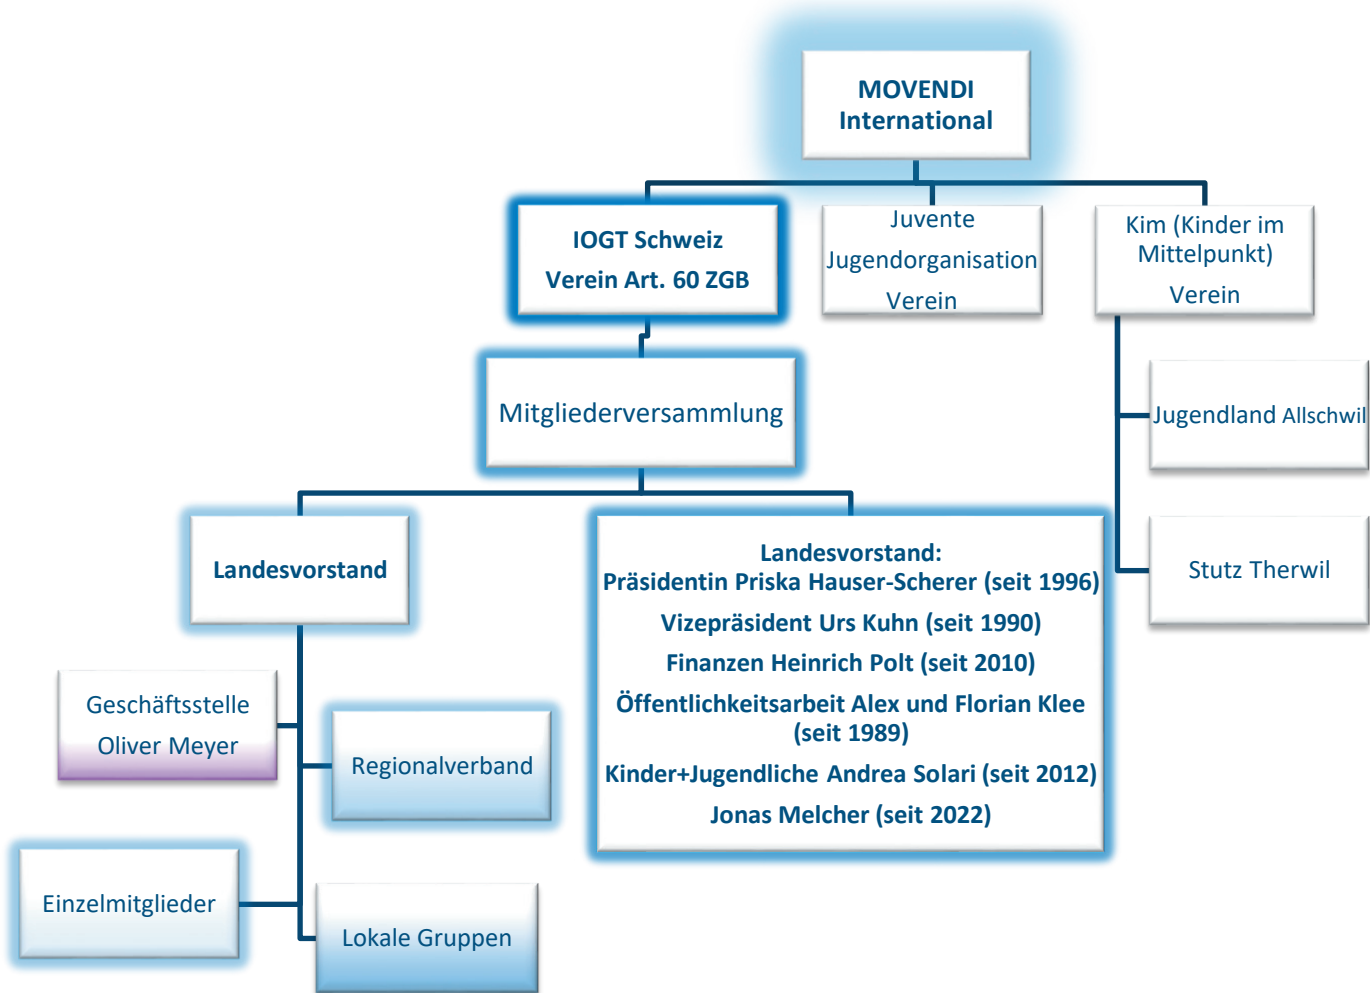 MOVENDI
International
IOGT Schweiz
Verein Art. 60 ZGB
Juvente
Jugendorganisation
Verein
Kim (Kinder im
Mittelpunkt)
Verein
Mitgliederversammlung
Jugendland Allschwil
Stutz Therwil
Landesvorstand
Landesvorstand:
Präsidentin Priska Hauser-Scherer (seit 1996)
Vizepräsident Urs Kuhn (seit 1990)
Finanzen Heinrich Polt (seit 2010)
Öffentlichkeitsarbeit Alex und Florian Klee
(seit 1989)
Kinder+Jugendliche Andrea Solari (seit 2012)
Jonas Melcher (seit 2022)
Geschäftsstelle
Oliver Meyer
Regionalverband
Einzelmitglieder
Lokale Gruppen